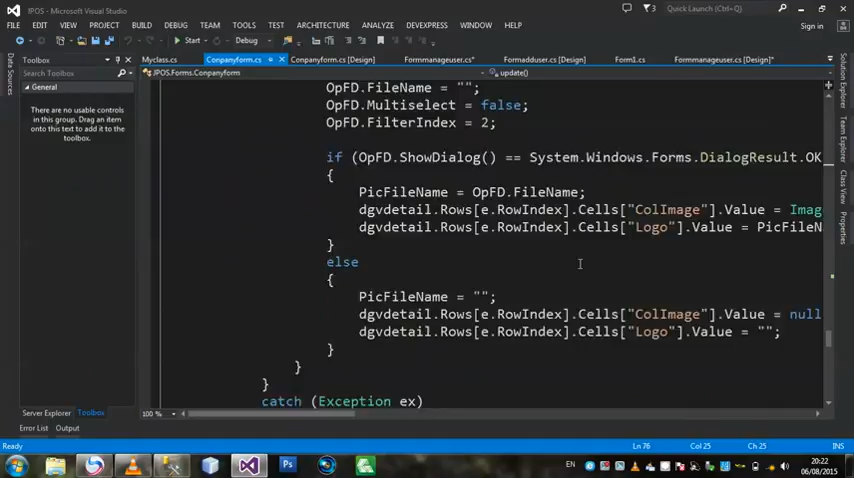 JPOS - Microsoft Visual Studio
3
Quick Launch (Ctrl+Q)
FILE EDIT VIEW PROJECT BUILD DEBUG TEAM TOOLS TEST ARCHITECTURE ANALYZE DEVEXPRESS WINDOW HELP
Sign in
Start Debug
Toolbox
Search Toolbox
General
There are no usable controls
in this group. Drag an item
onto this text to add it to the
toolbox.
Data Sources
Myclass.cs Conpanyform.cs Conpanyform.cs [Design] Formmanageuser.cs* Formadduser.cs [Design] Form1.cs Formmanageuser.cs [Design]*
JPOS.Forms.Conpanyform update()
OpFD.FileName = "";
OpFD.Multiselect = false;
OpFD.FilterIndex = 2;
if (OpFD.ShowDialog() == System.Windows.Forms.DialogResult.OK
{
PicFileName = OpFD.FileName;
dgvdetail.Rows[e.RowIndex].Cells["ColImage"].Value = Imag
dgvdetail.Rows[e.RowIndex].Cells["Logo"].Value = PicFileN
}
else
{
PicFileName = "";
dgvdetail.Rows[e.RowIndex].Cells["ColImage"].Value = null
dgvdetail.Rows[e.RowIndex].Cells["Logo"].Value = "";
}
}
}
catch (Exception ex)
Solution Explorer
Team Explorer
Class View
Properties
100 %
Server Explorer Toolbox
Error List Output
Ready Ln 76 Col 25 Ch 25 INS
EN
20:22
06/08/2015